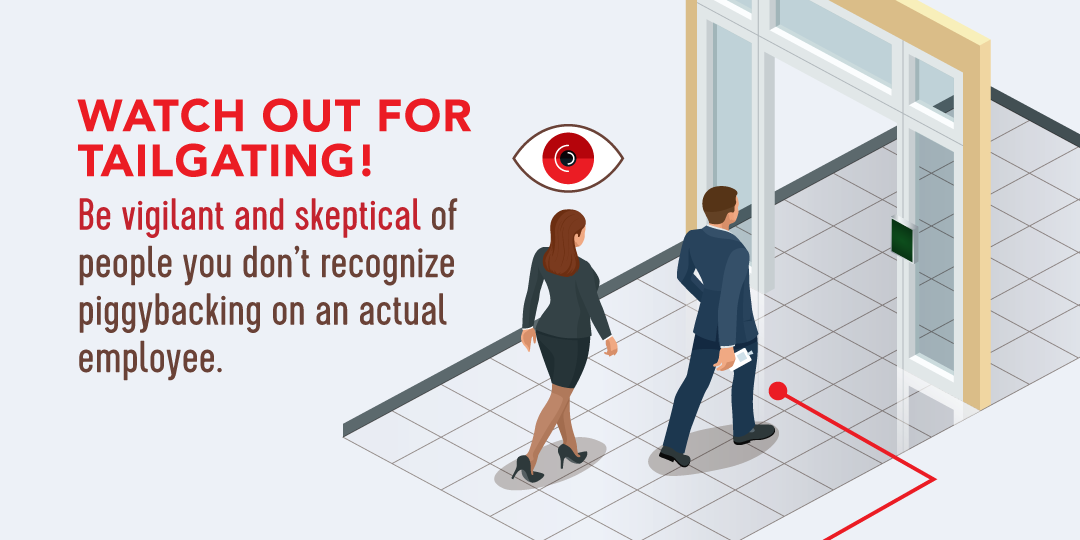 WATCH OUT FOR
TAILGATING!
Be vigilant and skeptical of
people you don’t recognize
piggybacking on an actual
employee.